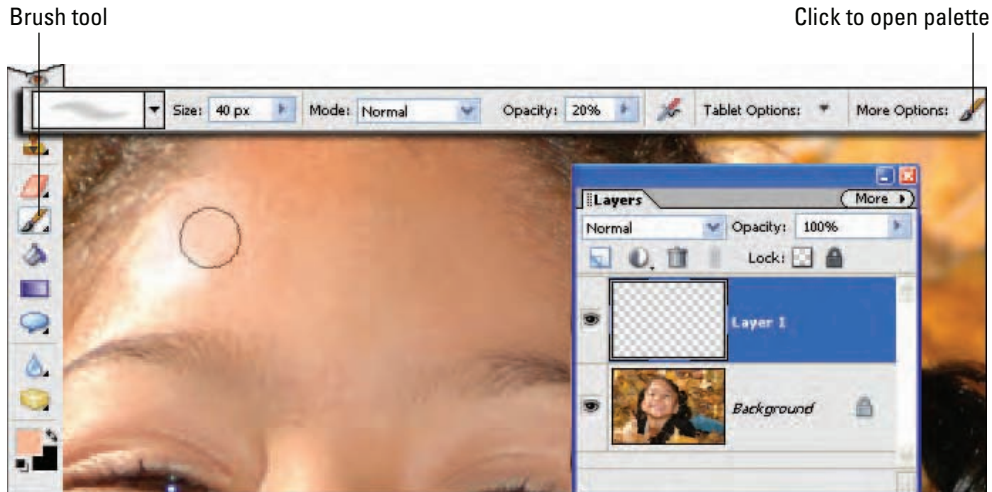 Brush tool
Click to open palette
Size: 40 px Mode: Normal Opacity: 20% Tablet Options: More Options:
Layers More
Normal Opacity: 100%
Lock:
Layer 1
Background